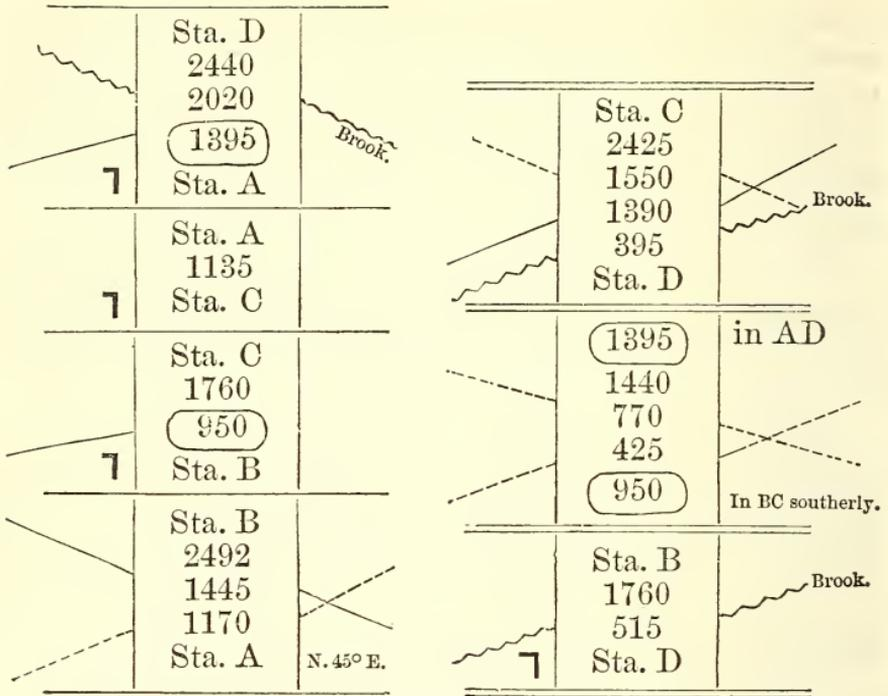 Sta. D
2440
2020
1395
Brook.
Sta. A
Sta. A
1135
Sta. C
Sta. C
1760
950
Sta. B
Sta. B
2492
1445
1170
Sta. A
N. 45° E.
Sta. C
2425
1550
1390
Brook.
395
Sta. D
1395 in AD
1440
770
425
950
In BC southerly.
Sta. B
1760
Brook.
515
Sta. D